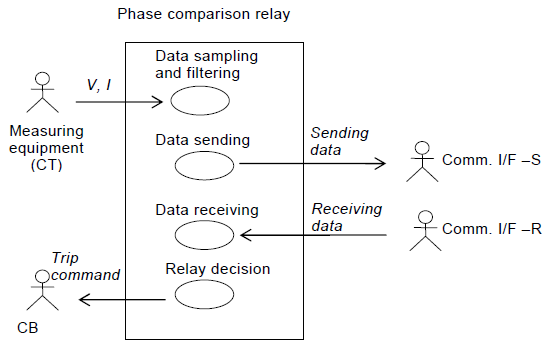 Phase comparison relay
Data sampling
and filtering
V, I
Measuring
equipment
(CT)
Data sending
Sending
data
Comm. I/F –S
Data receiving
Receiving
data
Comm. I/F –R
Relay decision
Trip
command
CB